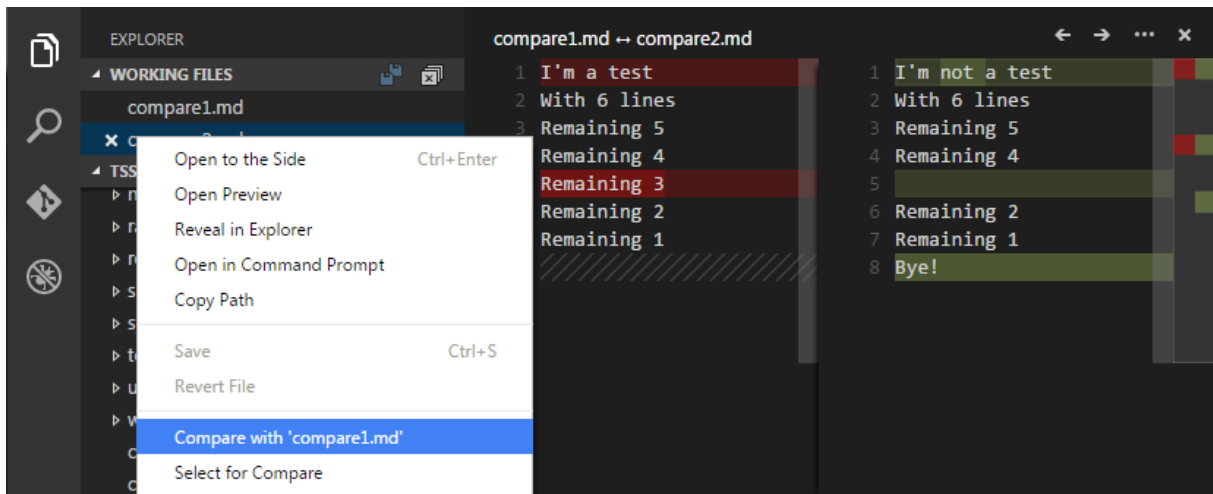 EXPLORER
WORKING FILES
compare1.md
TSS
Open to the Side Ctrl+Enter
Open Preview
Reveal in Explorer
Open in Command Prompt
Copy Path
Save Ctrl+S
Revert File
Compare with 'compare1.md'
Select for Compare
compare1.md ↔ compare2.md
1 I'm a test
2 With 6 lines
3 Remaining 5
Remaining 4
Remaining 3
Remaining 2
Remaining 1
1 I'm not a test
2 With 6 lines
3 Remaining 5
4 Remaining 4
5
6 Remaining 2
7 Remaining 1
8 Bye!